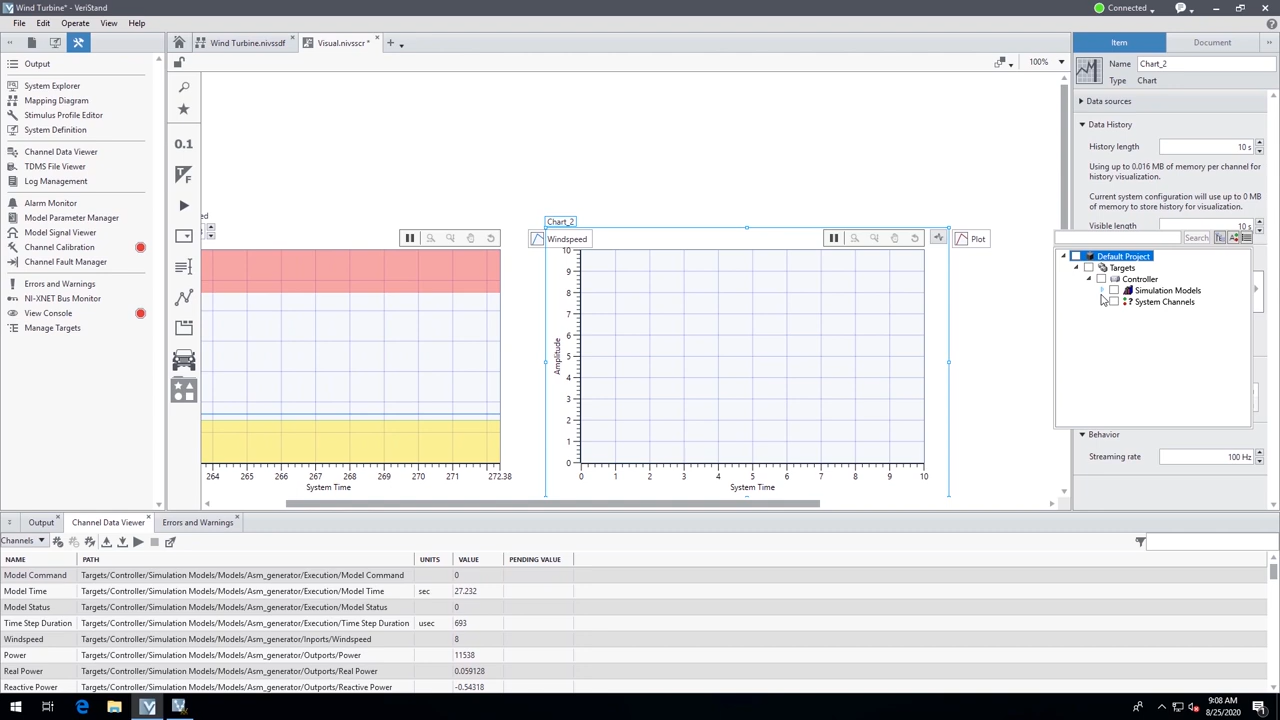 Wind Turbine* - VeriStand
Connected
File Edit Operate View Help
Wind Turbine.nivssdf
Visual.nivsscr *
100%
Item
Document
Output
System Explorer
Mapping Diagram
Stimulus Profile Editor
System Definition
Channel Data Viewer
TDMS File Viewer
Log Management
Alarm Monitor
Model Parameter Manager
Model Signal Viewer
Channel Calibration
Channel Fault Manager
Errors and Warnings
NI-XNET Bus Monitor
View Console
Manage Targets
0.1
ed
264 265 266 267 268 269 270 271 272.38
System Time
Chart_2
Windspeed
Plot
10
9
8
7
6
5
4
3
2
1
0
Amplitude
0 1 2 3 4 5 6 7 8 9 10
System Time
Name Chart_2
Type Chart
Data sources
Data History
History length 10 s
Using up to 0.016 MB of memory per channel for
history visualization.
Current system configuration will use up to 0 MB
of memory to store history for visualization.
Visible length 10 s
Search
Default Project
Targets
Controller
Simulation Models
System Channels
Behavior
Streaming rate 100 Hz
Output
Channel Data Viewer
Errors and Warnings
Channels
NAME PATH UNITS VALUE PENDING VALUE
Model Command Targets/Controller/Simulation Models/Models/Asm_generator/Execution/Model Command 0
Model Time Targets/Controller/Simulation Models/Models/Asm_generator/Execution/Model Time sec 27.232
Model Status Targets/Controller/Simulation Models/Models/Asm_generator/Execution/Model Status 0
Time Step Duration Targets/Controller/Simulation Models/Models/Asm_generator/Execution/Time Step Duration usec 693
Windspeed Targets/Controller/Simulation Models/Models/Asm_generator/Inports/Windspeed 8
Power Targets/Controller/Simulation Models/Models/Asm_generator/Outports/Power 11538
Real Power Targets/Controller/Simulation Models/Models/Asm_generator/Outports/Real Power 0.059128
Reactive Power Targets/Controller/Simulation Models/Models/Asm_generator/Outports/Reactive Power -0.54318
9:08 AM
8/25/2020